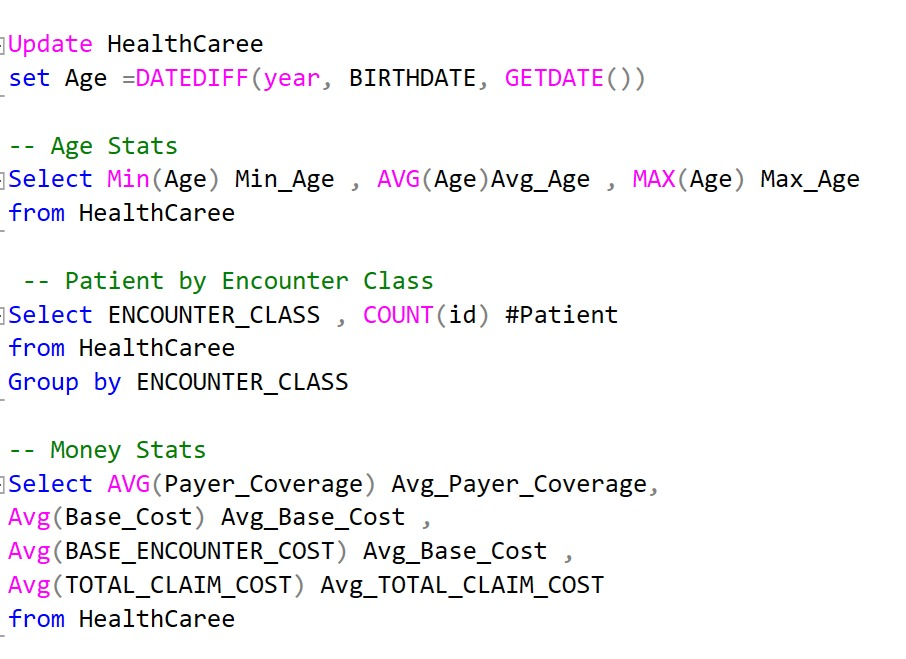 Update HealthCaree
set Age =DATEDIFF(year, BIRTHDATE, GETDATE())
-- Age Stats
Select Min(Age) Min_Age , AVG(Age)Avg_Age , MAX(Age) Max_Age
from HealthCaree
-- Patient by Encounter Class
Select ENCOUNTER_CLASS , COUNT(id) #Patient
from HealthCaree
Group by ENCOUNTER_CLASS
-- Money Stats
Select AVG(Payer_Coverage) Avg_Payer_Coverage,
Avg(Base_Cost) Avg_Base_Cost ,
Avg(BASE_ENCOUNTER_COST) Avg_Base_Cost ,
Avg(TOTAL_CLAIM_COST) Avg_TOTAL_CLAIM_COST
from HealthCaree